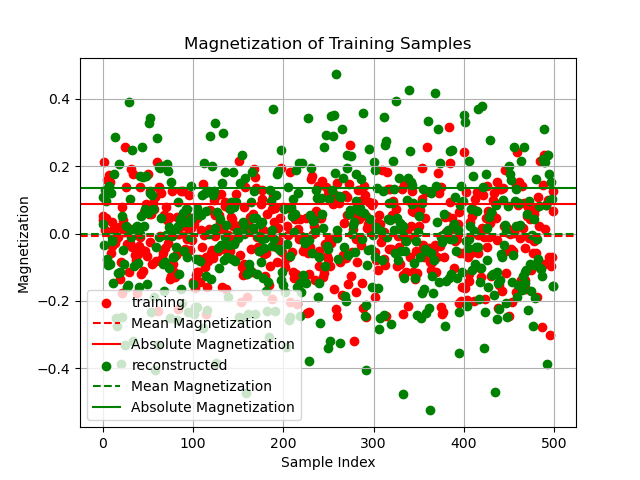 Magnetization of Training Samples
Magnetization
0.4
0.2
0.0
−0.2
−0.4
training
Mean Magnetization
Absolute Magnetization
reconstructed
Mean Magnetization
Absolute Magnetization
0 100 200 300 400 500
Sample Index